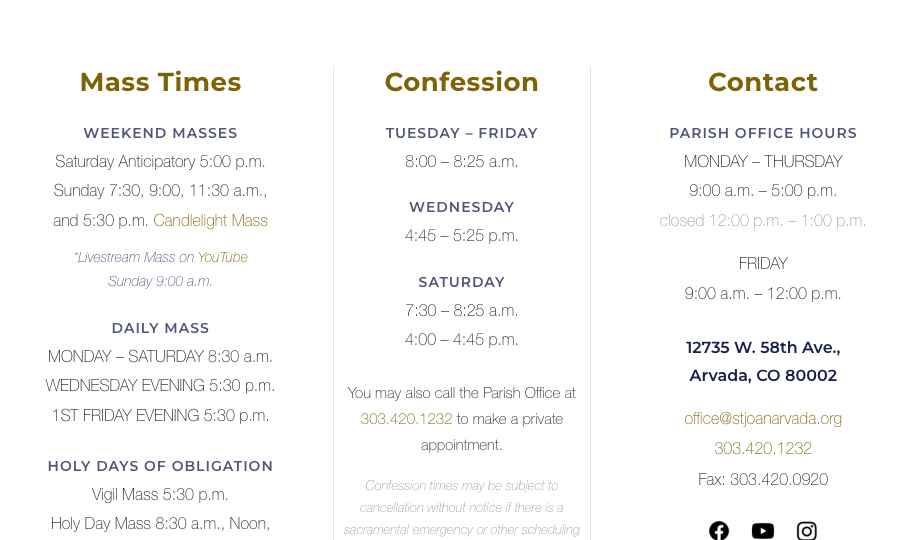 Mass Times
WEEKEND MASSES
Saturday Anticipatory 5:00 p.m.
Sunday 7:30, 9:00, 11:30 a.m.,
and 5:30 p.m. Candlelight Mass
*Livestream Mass on YouTube
Sunday 9:00 a.m.
DAILY MASS
MONDAY – SATURDAY 8:30 a.m.
WEDNESDAY EVENING 5:30 p.m.
1ST FRIDAY EVENING 5:30 p.m.
HOLY DAYS OF OBLIGATION
Vigil Mass 5:30 p.m.
Holy Day Mass 8:30 a.m., Noon,
Confession
TUESDAY – FRIDAY
8:00 – 8:25 a.m.
WEDNESDAY
4:45 – 5:25 p.m.
SATURDAY
7:30 – 8:25 a.m.
4:00 – 4:45 p.m.
You may also call the Parish Office at
303.420.1232 to make a private
appointment.
Confession times may be subject to
cancellation without notice if there is a
sacramental emergency or other scheduling
Contact
PARISH OFFICE HOURS
MONDAY – THURSDAY
9:00 a.m. – 5:00 p.m.
closed 12:00 p.m. – 1:00 p.m.
FRIDAY
9:00 a.m. – 12:00 p.m.
12735 W. 58th Ave.,
Arvada, CO 80002
office@stjoanarvada.org
303.420.1232
Fax: 303.420.0920